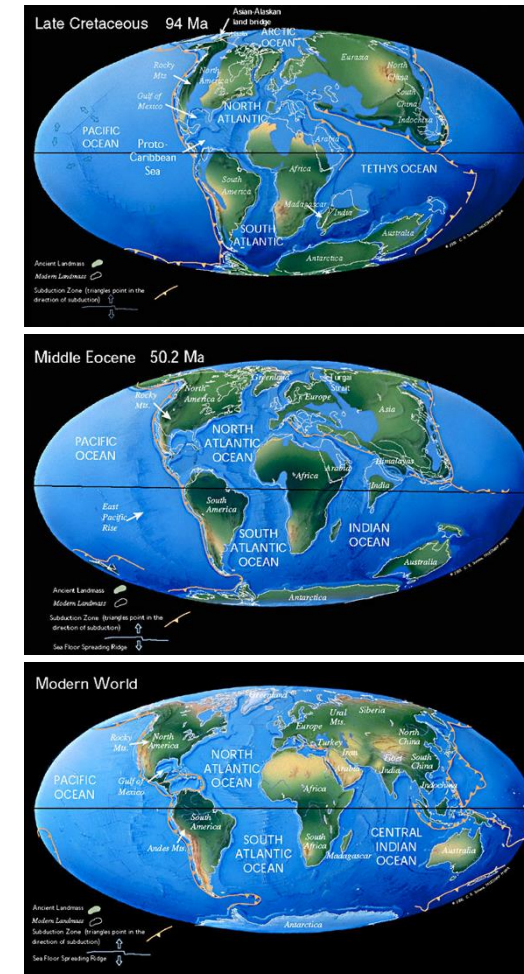 Late Cretaceous 94 Ma
Asian-Alaskan
land bridge
ARCTIC
OCEAN
Rocky
Mts.
North
America
Eurasia
North
China
South
China
Indochina
Gulf of
Mexico
NORTH
ATLANTIC
PACIFIC
OCEAN
Proto-
Caribbean
Sea
Arabia
Africa
TETHYS OCEAN
South
America
Madagascar
India
SOUTH
ATLANTIC
Australia
Antarctica
Ancient Landmass
Modern Landmass
Subduction Zone (triangles point in the
direction of subduction)
Middle Eocene 50.2 Ma
Greenland
Turgai
Strait
Rocky
Mts.
North
America
Europe
Asia
PACIFIC
OCEAN
NORTH
ATLANTIC
OCEAN
Arabia
Himalayas
Africa
India
East
Pacific
Rise
South
America
SOUTH
ATLANTIC
OCEAN
INDIAN
OCEAN
Australia
Antarctica
Ancient Landmass
Modern Landmass
Subduction Zone (triangles point in the
direction of subduction)
Sea Floor Spreading Ridge
Modern World
Greenland
Siberia
Ural
Mts.
Rocky
Mts.
North
America
Europe
North
China
Turkey
Iran
Tibet
South
China
NORTH
ATLANTIC
OCEAN
PACIFIC
OCEAN
Gulf of
Mexico
Arabia
India
Indochina
Africa
South
America
CENTRAL
INDIAN
OCEAN
Andes Mts.
SOUTH
ATLANTIC
OCEAN
South
Africa
Madagascar
Australia
Antarctica
Ancient Landmass
Modern Landmass
Subduction Zone (triangles point in the
direction of subduction)
Sea Floor Spreading Ridge